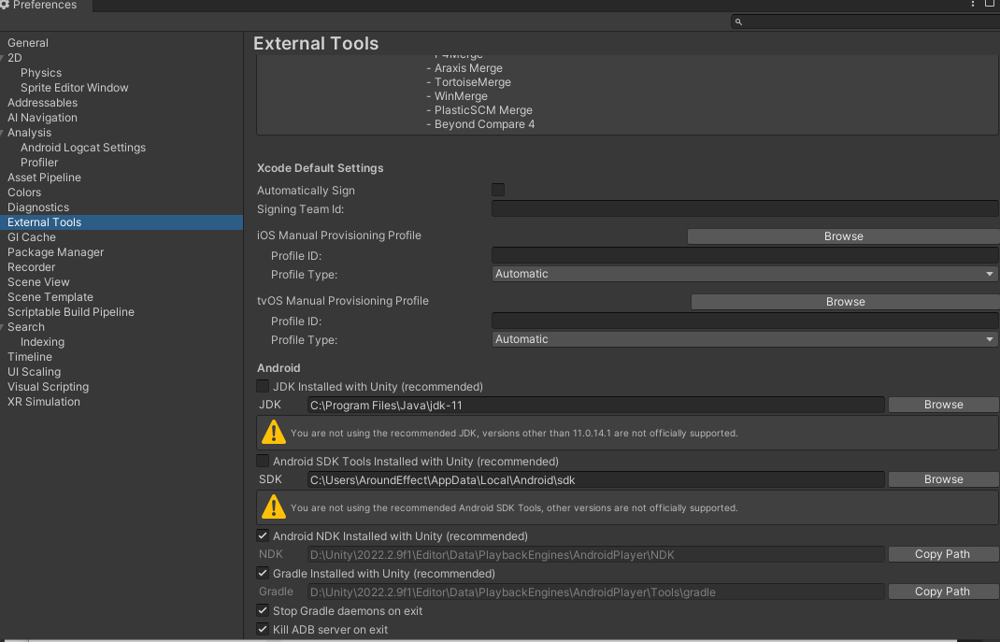 Preferences
General
2D
Physics
Sprite Editor Window
Addressables
AI Navigation
Analysis
Android Logcat Settings
Profiler
Asset Pipeline
Colors
Diagnostics
External Tools
GI Cache
Package Manager
Recorder
Scene View
Scene Template
Scriptable Build Pipeline
Search
Indexing
Timeline
UI Scaling
Visual Scripting
XR Simulation
External Tools
- P4Merge
- Araxis Merge
- TortoiseMerge
- WinMerge
- PlasticSCM Merge
- Beyond Compare 4
Xcode Default Settings
Automatically Sign
Signing Team Id:
iOS Manual Provisioning Profile Browse
Profile ID:
Profile Type: Automatic
tvOS Manual Provisioning Profile Browse
Profile ID:
Profile Type: Automatic
Android
JDK Installed with Unity (recommended)
JDK C:\Program Files\Java\jdk-11 Browse
You are not using the recommended JDK, versions other than 11.0.14.1 are not officially supported.
Android SDK Tools Installed with Unity (recommended)
SDK C:\Users\AroundEffect\AppData\Local\Android\sdk Browse
You are not using the recommended Android SDK Tools, other versions are not officially supported.
Android NDK Installed with Unity (recommended)
NDK D:\Unity\2022.2.9f1\Editor\Data\PlaybackEngines\AndroidPlayer\NDK Copy Path
Gradle Installed with Unity (recommended)
Gradle D:\Unity\2022.2.9f1\Editor\Data\PlaybackEngines\AndroidPlayer\Tools\gradle Copy Path
Stop Gradle daemons on exit
Kill ADB server on exit